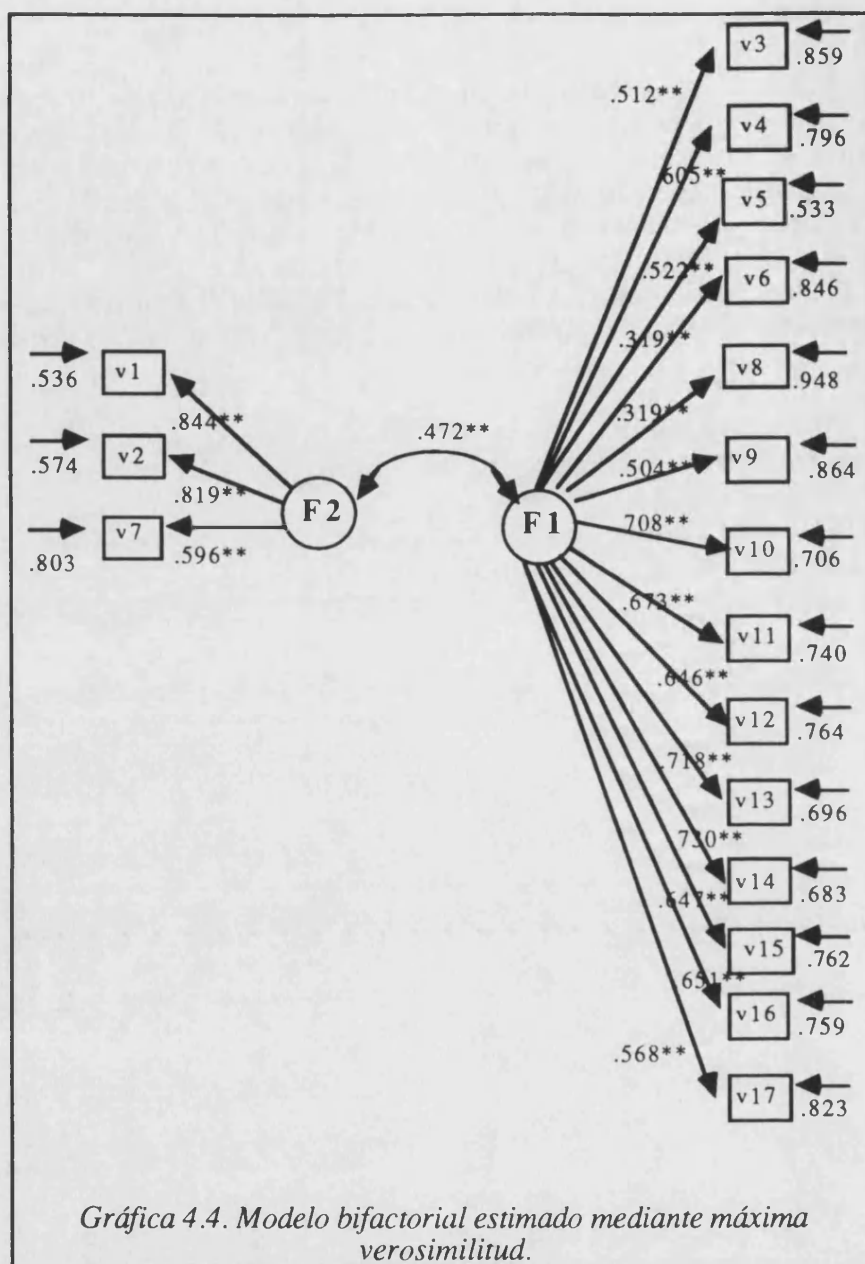 v3
.859
.512**
v4
.796
.605**
v5
.533
.522**
v6
.846
.319**
v8
.948
.319**
v9
.864
.504**
v1
.536
.844**
v2
.574
.819**
v7
.803
.596**
F2
.472**
F1
v10
.706
.708**
v11
.740
.673**
v12
.764
.646**
v13
.696
.718**
v14
.683
730**
v15
.762
.647**
v16
.759
651**
v17
.823
.568**
Gráfica 4.4. Modelo bifactorial estimado mediante máxima
verosimilitud.